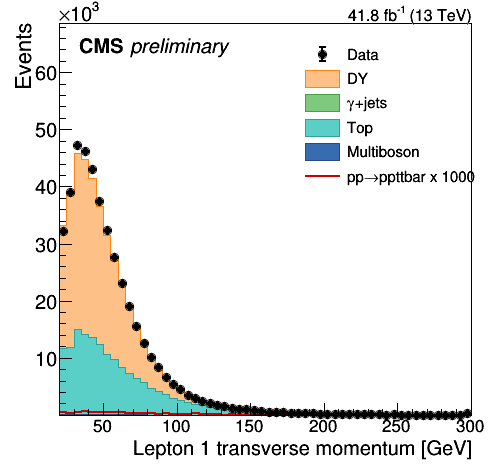 ×10³
41.8 fb⁻¹ (13 TeV)
CMS preliminary
Events
Data
DY
γ+jets
Top
Multiboson
pp→ppttbar x 1000
60
50
40
30
20
10
50 100 150 200 250 300
Lepton 1 transverse momentum [GeV]